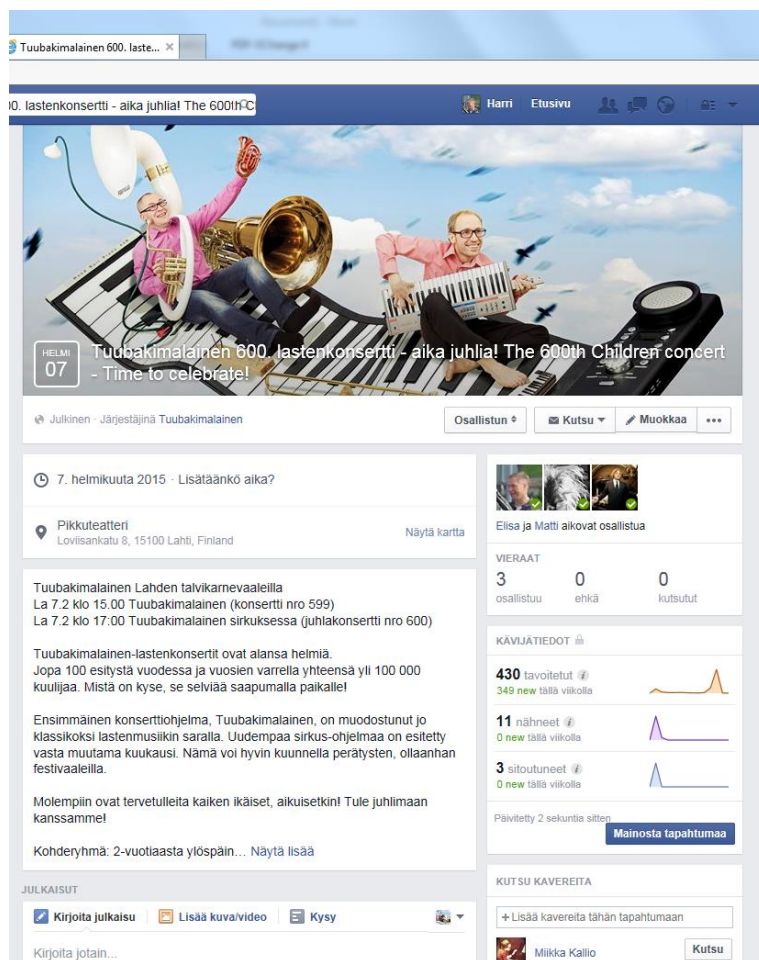 Tuubakimalainen 600. laste... ×
00. lastenkonsertti - aika juhlia! The 600th C
Harri Etusivu
HELMI
07
Tuubakimalainen 600. lastenkonsertti - aika juhlia! The 600th Children concert
- Time to celebrate!
Julkinen · Järjestäjinä Tuubakimalainen
Osallistun
Kutsu
Muokkaa
•••
7. helmikuuta 2015 · Lisätäänkö aika?
Pikkuteatteri
Loviisankatu 8, 15100 Lahti, Finland
Näytä kartta
Tuubakimalainen Lahden talvikarnevaaleilla
La 7.2 klo 15.00 Tuubakimalainen (konsertti nro 599)
La 7.2 klo 17:00 Tuubakimalainen sirkuksessa (juhlakonsertti nro 600)
Tuubakimalainen-lastenkonsertit ovat alansa helmiä.
Jopa 100 esitystä vuodessa ja vuosien varrella yhteensä yli 100 000
kuulijaa. Mistä on kyse, se selviää saapumalla paikalle!
Ensimmäinen konserttiohjelma, Tuubakimalainen, on muodostunut jo
klassikoksi lastenmusiikin saralla. Uudempaa sirkus-ohjelmaa on esitetty
vasta muutama kuukausi. Nämä voi hyvin kuunnella perätysten, ollaanhan
festivaaleilla.
Molempiin ovat tervetulleita kaiken ikäiset, aikuisetkin! Tule juhlimaan
kanssamme!
Kohderyhmä: 2-vuotiaasta ylöspäin… Näytä lisää
JULKAISUT
Kirjoita julkaisu
Lisää kuva/video
Kysy
Kirjoita jotain...
Elisa ja Matti aikovat osallistua
VIERAAT
3 0 0
osallistuu ehkä kutsutut
KÄVIJÄTIEDOT
430 tavoitetut
349 new tällä viikolla
11 nähneet
0 new tällä viikolla
3 sitoutuneet
0 new tällä viikolla
Päivitetty 2 sekuntia sitten
Mainosta tapahtumaa
KUTSU KAVEREITA
+ Lisää kavereita tähän tapahtumaan
Miikka Kallio
Kutsu